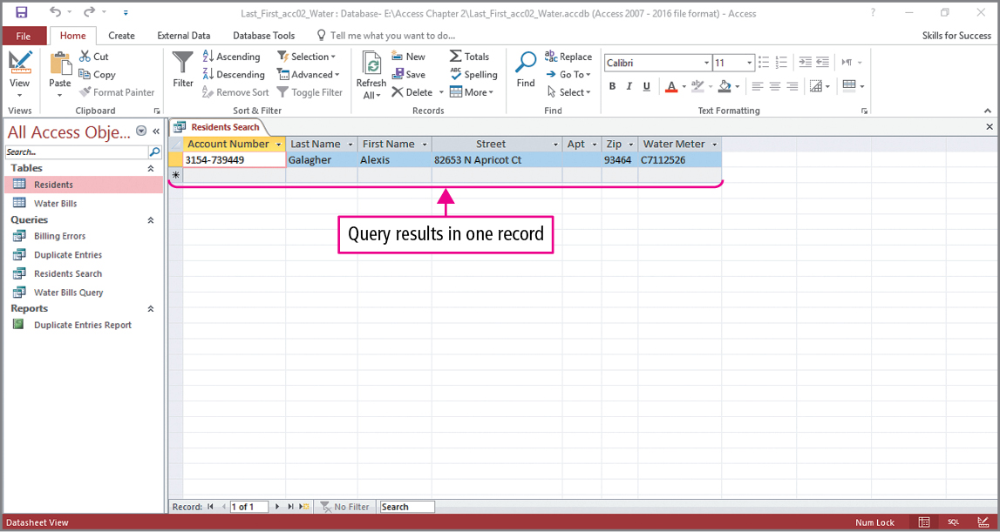 Last_First_acc02_Water : Database- E:\Access Chapter 2\Last_First_acc02_Water.accdb (Access 2007 - 2016 file format) - Access
?
File Home Create External Data Database Tools Tell me what you want to do... Skills for Success
View
Views
Paste
Cut
Copy
Format Painter
Clipboard
Filter
Ascending
Descending
Remove Sort
Selection
Advanced
Toggle Filter
Sort & Filter
Refresh
All
New
Save
Delete
Totals
Spelling
More
Records
Find
Replace
Go To
Select
Find
Calibri 11
B I U A
Text Formatting
All Access Obje...
Search...
Tables
Residents
Water Bills
Queries
Billing Errors
Duplicate Entries
Residents Search
Water Bills Query
Reports
Duplicate Entries Report
Residents Search
Account Number Last Name First Name Street Apt Zip Water Meter
3154-739449 Galagher Alexis 82653 N Apricot Ct 93464 C7112526
Query results in one record
Record: 1 of 1 No Filter Search
Datasheet View Num Lock SQL